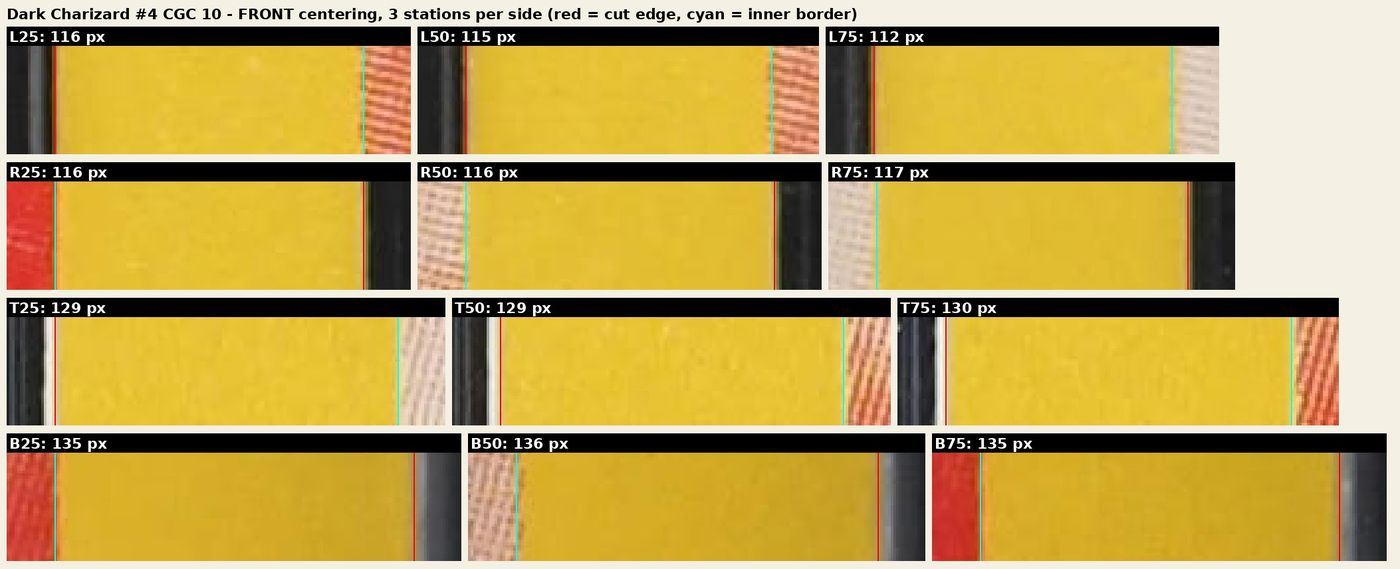 Dark Charizard #4 CGC 10 - FRONT centering, 3 stations per side (red = cut edge, cyan = inner border)
L25: 116 px
L50: 115 px
L75: 112 px
R25: 116 px
R50: 116 px
R75: 117 px
T25: 129 px
T50: 129 px
T75: 130 px
B25: 135 px
B50: 136 px
B75: 135 px